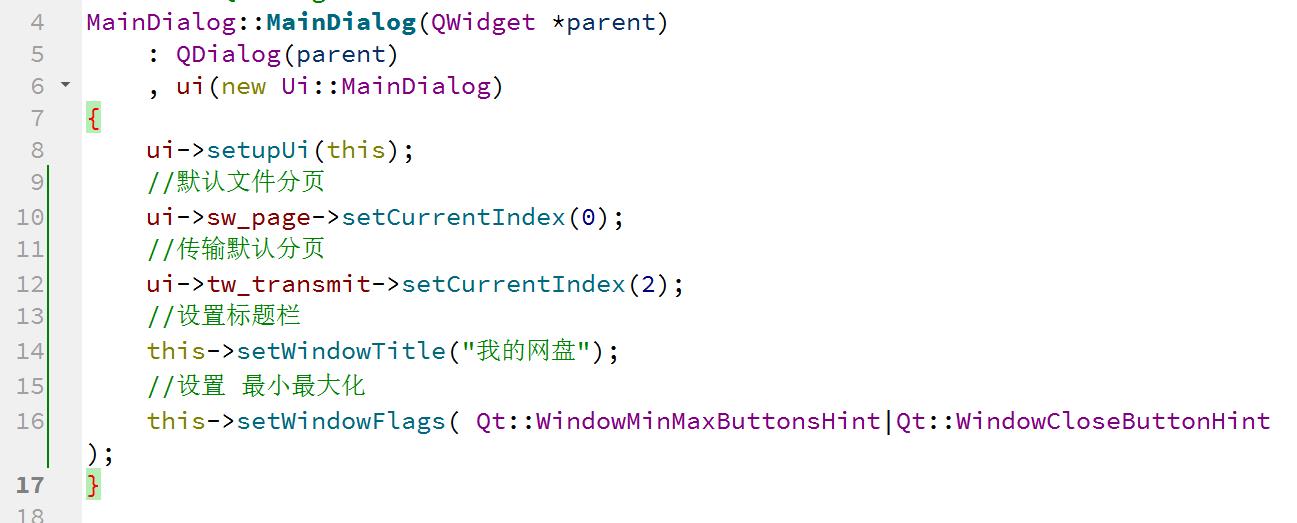 4 MainDialog::MainDialog(QWidget *parent)
5     : QDialog(parent)
6     , ui(new Ui::MainDialog)
7 {
8     ui->setupUi(this);
9     //默认文件分页
10     ui->sw_page->setCurrentIndex(0);
11     //传输默认分页
12     ui->tw_transmit->setCurrentIndex(2);
13     //设置标题栏
14     this->setWindowTitle("我的网盘");
15     //设置 最小最大化
16     this->setWindowFlags( Qt::WindowMinMaxButtonsHint|Qt::WindowCloseButtonHint
);
17 }
18